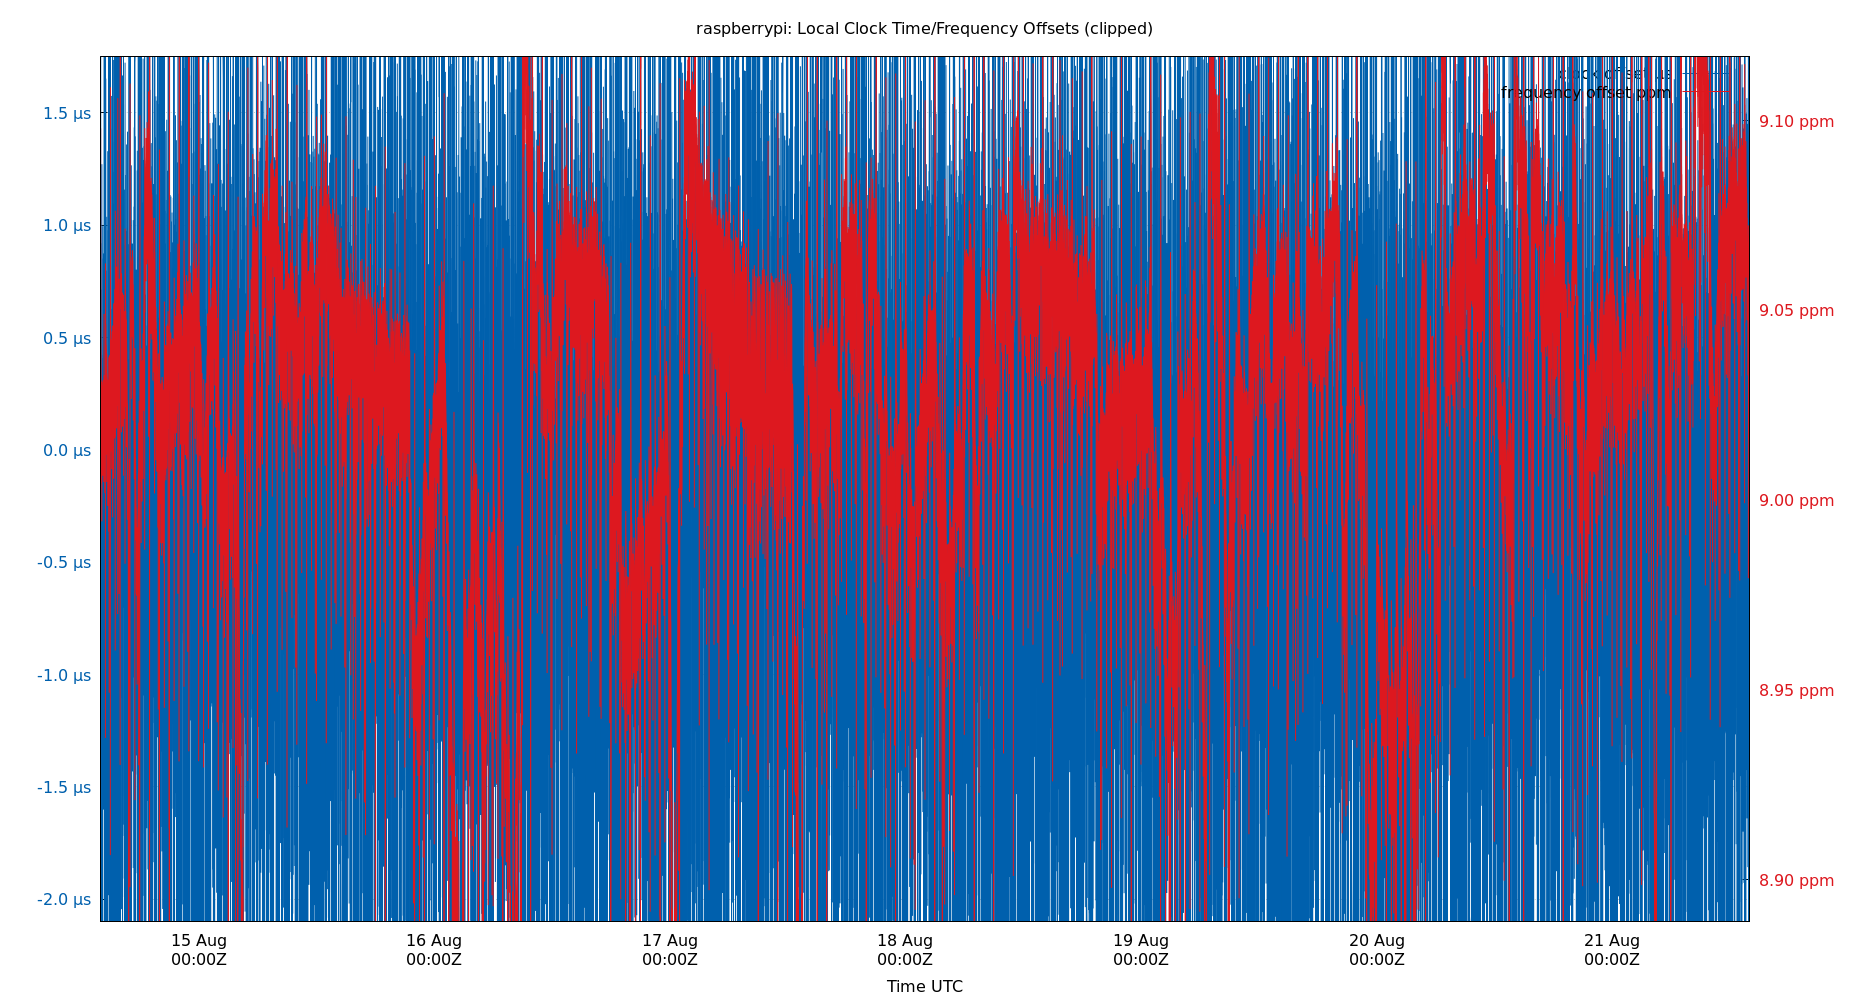 raspberrypi: Local Clock Time/Frequency Offsets (clipped)
clock offset µs
frequency offset ppm
1.5 µs
1.0 µs
0.5 µs
0.0 µs
-0.5 µs
-1.0 µs
-1.5 µs
-2.0 µs
9.10 ppm
9.05 ppm
9.00 ppm
8.95 ppm
8.90 ppm
15 Aug
00:00Z
16 Aug
00:00Z
17 Aug
00:00Z
18 Aug
00:00Z
19 Aug
00:00Z
20 Aug
00:00Z
21 Aug
00:00Z
Time UTC